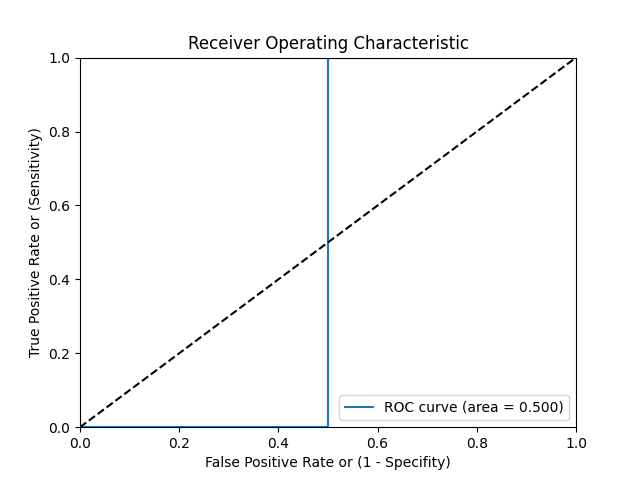 Receiver Operating Characteristic
1.0
0.8
0.6
0.4
0.2
0.0
True Positive Rate or (Sensitivity)
ROC curve (area = 0.500)
0.0 0.2 0.4 0.6 0.8 1.0
False Positive Rate or (1 - Specifity)